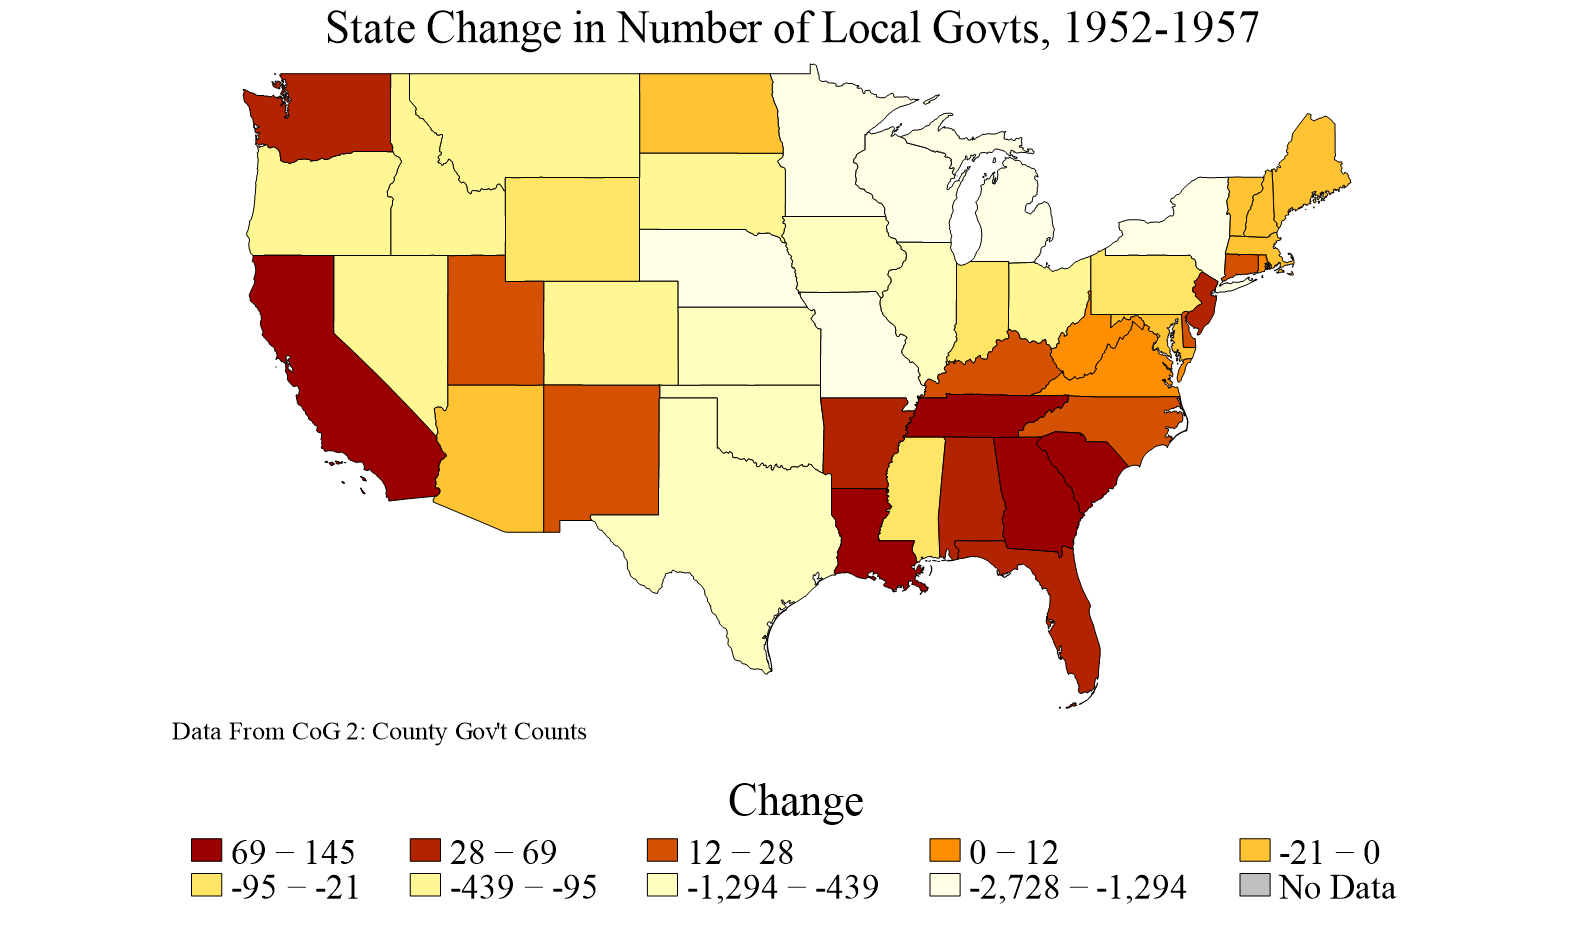 State Change in Number of Local Govts, 1952-1957
Data From CoG 2: County Gov't Counts
Change
69 – 145 28 – 69 12 – 28 0 – 12 -21 – 0
-95 – -21 -439 – -95 -1,294 – -439 -2,728 – -1,294 No Data